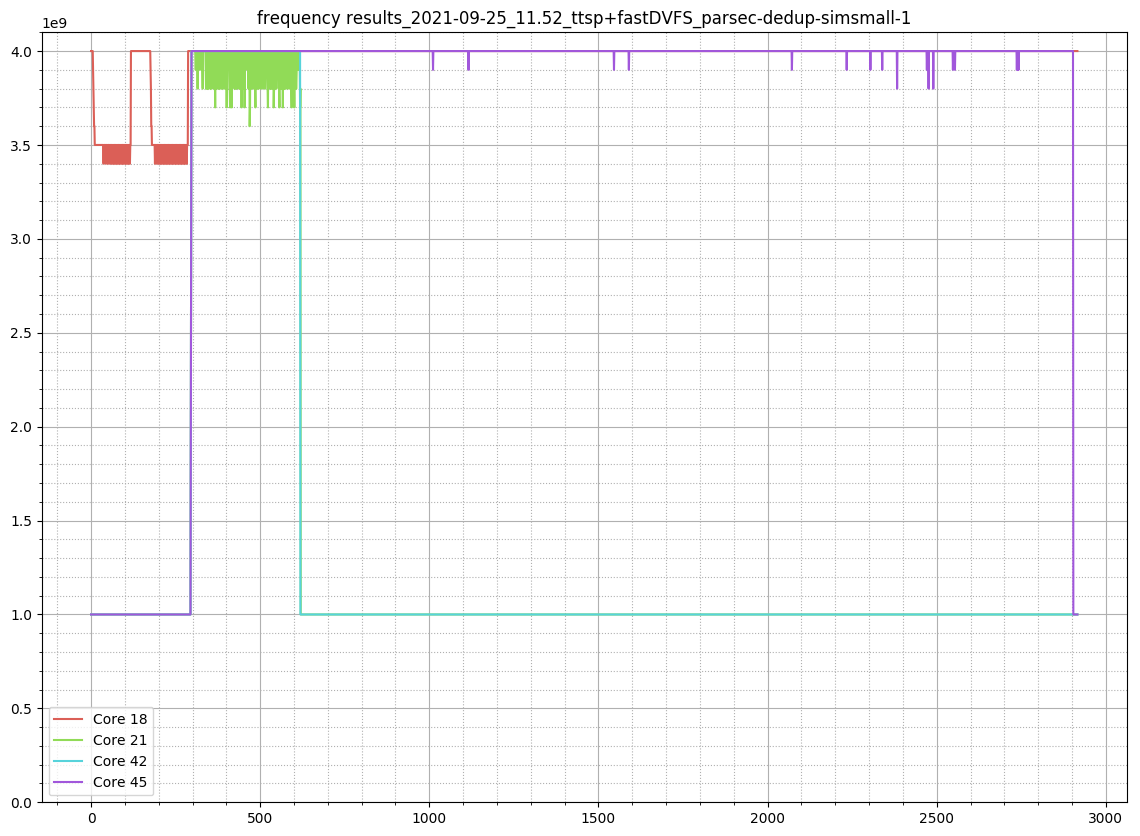 frequency results_2021-09-25_11.52_ttsp+fastDVFS_parsec-dedup-simsmall-1
1e9
4.0
3.5
3.0
2.5
2.0
1.5
1.0
0.5
0.0
Core 18
Core 21
Core 42
Core 45
0 500 1000 1500 2000 2500 3000